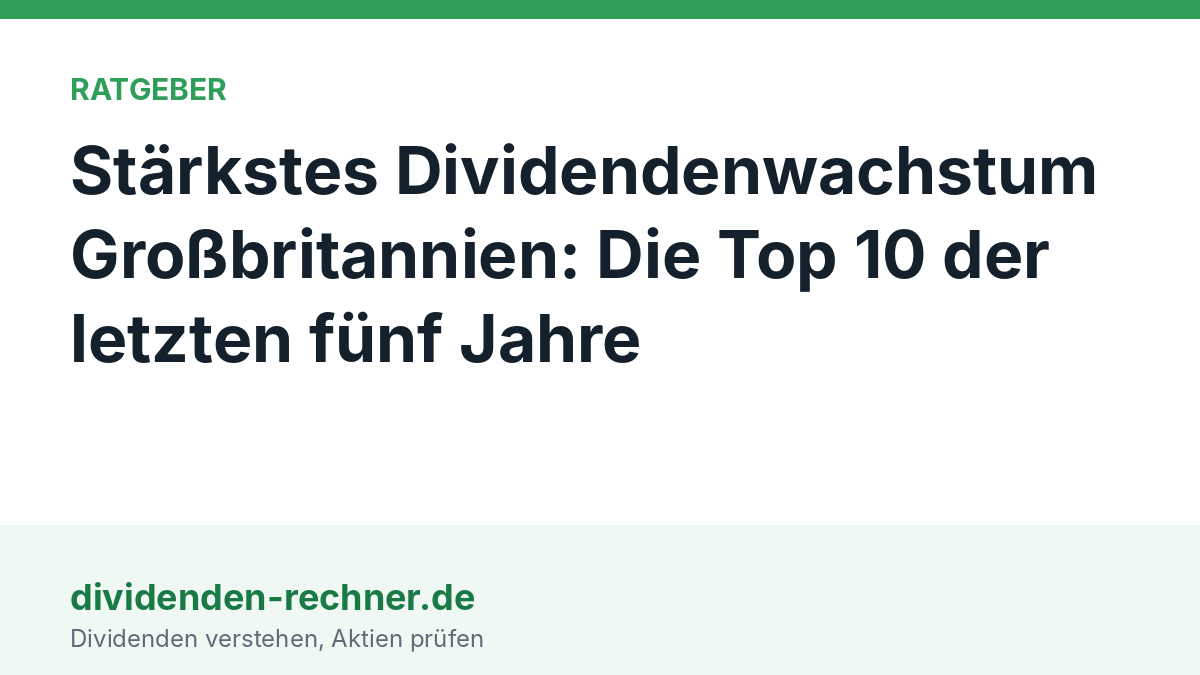 RATGEBER
Stärkstes Dividendenwachstum
Großbritannien: Die Top 10 der
letzten fünf Jahre
dividenden-rechner.de
Dividenden verstehen, Aktien prüfen